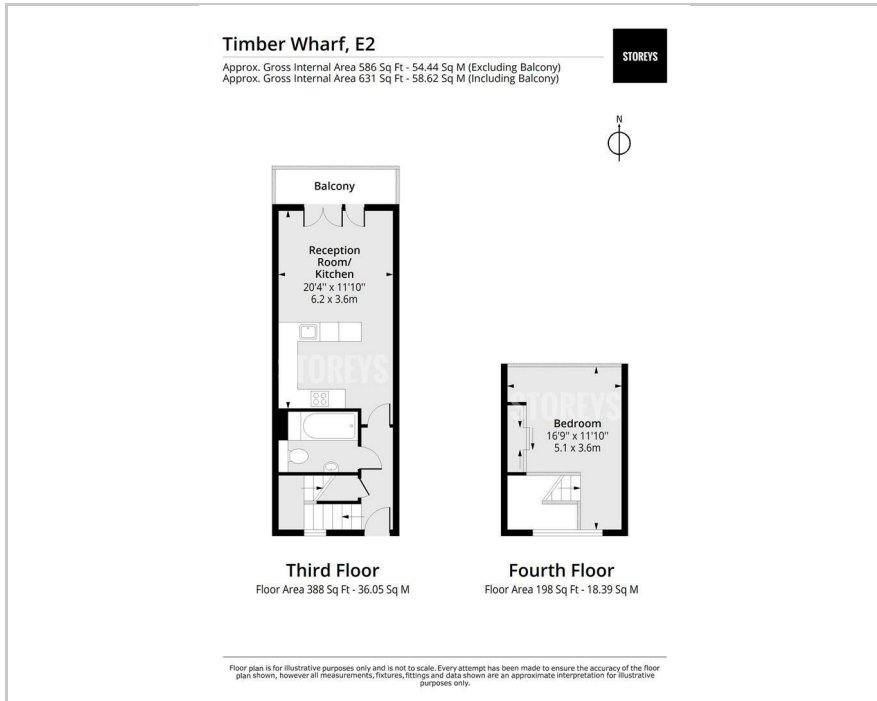 Timber Wharf, E2
Approx. Gross Internal Area 586 Sq Ft - 54.44 Sq M (Excluding Balcony)
Approx. Gross Internal Area 631 Sq Ft - 58.62 Sq M (Including Balcony)
STOREYS
N
Balcony
Reception
Room/
Kitchen
20'4'' x 11'10''
6.2 x 3.6m
STOREYS
STOREYS
Bedroom
16'9'' x 11'10''
5.1 x 3.6m
Third Floor
Floor Area 388 Sq Ft - 36.05 Sq M
Fourth Floor
Floor Area 198 Sq Ft - 18.39 Sq M
Floor plan is for illustrative purposes only and is not to scale. Every attempt has been made to ensure the accuracy of the floor
plan shown, however all measurements, fixtures, fittings and data shown are an approximate interpretation for illustrative
purposes only.